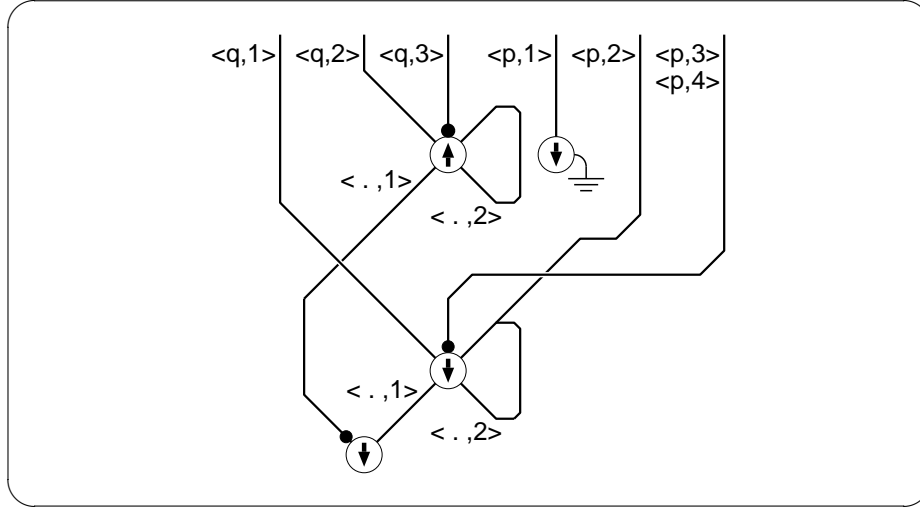 <q,1> <q,2> <q,3> <p,1> <p,2> <p,3>
<p,4>
< . ,1>
< . ,2>
< . ,1>
< . ,2>